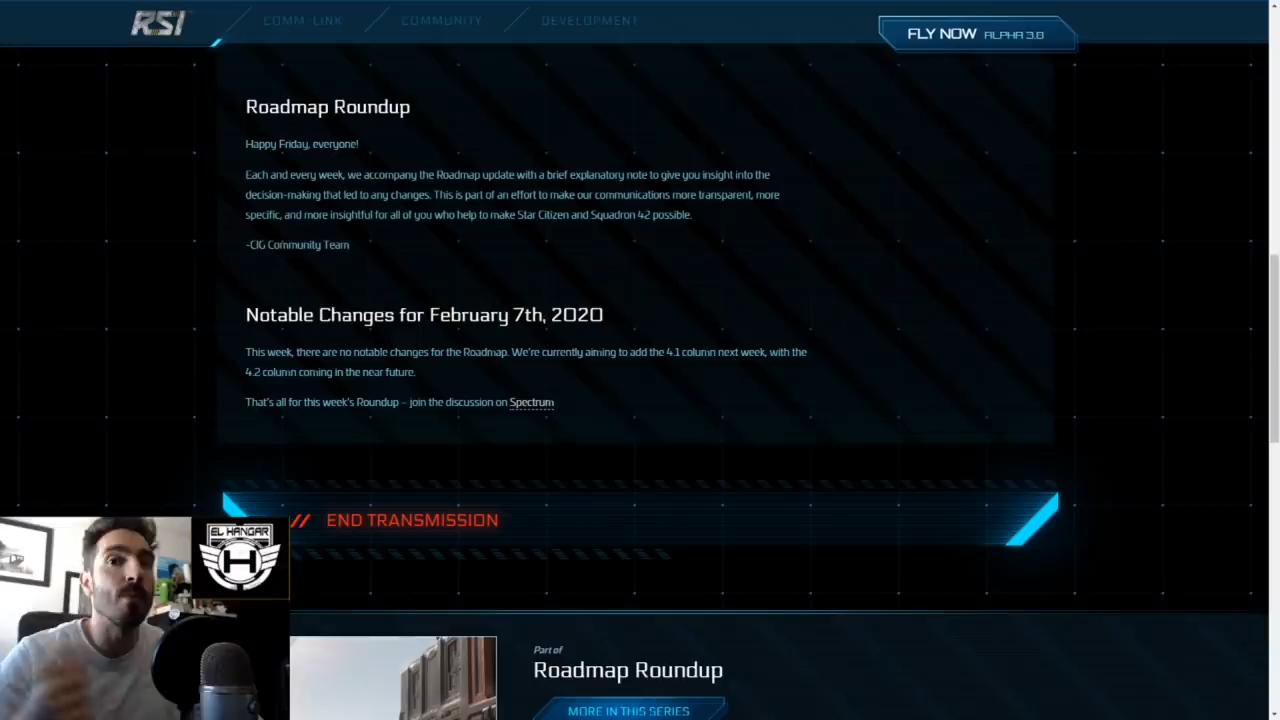 RSI
COMM-LINK
COMMUNITY
DEVELOPMENT
FLY NOW ALPHA 3.8
Roadmap Roundup
Happy Friday, everyone!
Each and every week, we accompany the Roadmap update with a brief explanatory note to give you insight into the
decision-making that led to any changes. This is part of an effort to make our communications more transparent, more
specific, and more insightful for all of you who help to make Star Citizen and Squadron 42 possible.
-CIG Community Team
Notable Changes for February 7th, 2020
This week, there are no notable changes for the Roadmap. We're currently aiming to add the 4.1 column next week, with the
4.2 column coming in the near future.
That's all for this week's Roundup – join the discussion on Spectrum
// END TRANSMISSION
EL HANGAR
H
Part of
Roadmap Roundup
MORE IN THIS SERIES